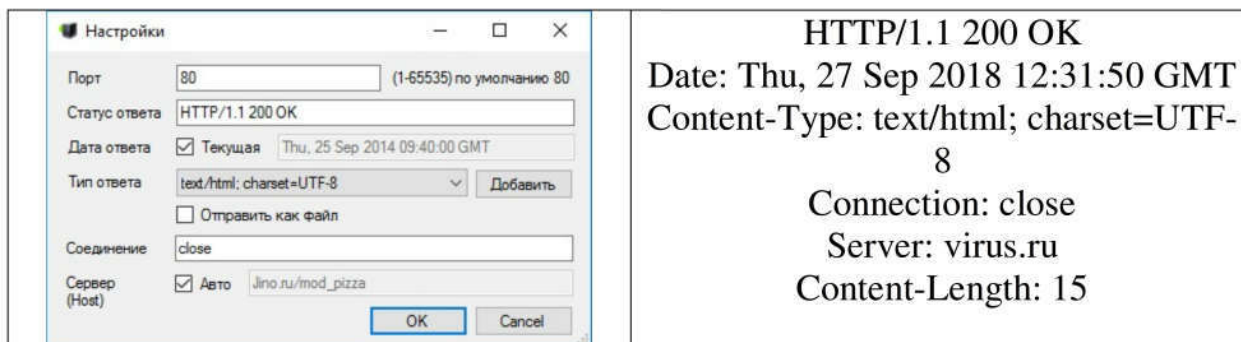 Настройки
Порт 80 (1-65535) по умолчанию 80
Статус ответа HTTP/1.1 200 OK
Дата ответа Текущая Thu, 25 Sep 2014 09:40:00 GMT
Тип ответа text/html; charset=UTF-8 Добавить
Отправить как файл
Соединение close
Сервер (Host) Авто Jino.ru/mod_pizza
OK Cancel
HTTP/1.1 200 OK
Date: Thu, 27 Sep 2018 12:31:50 GMT
Content-Type: text/html; charset=UTF-
8
Connection: close
Server: virus.ru
Content-Length: 15